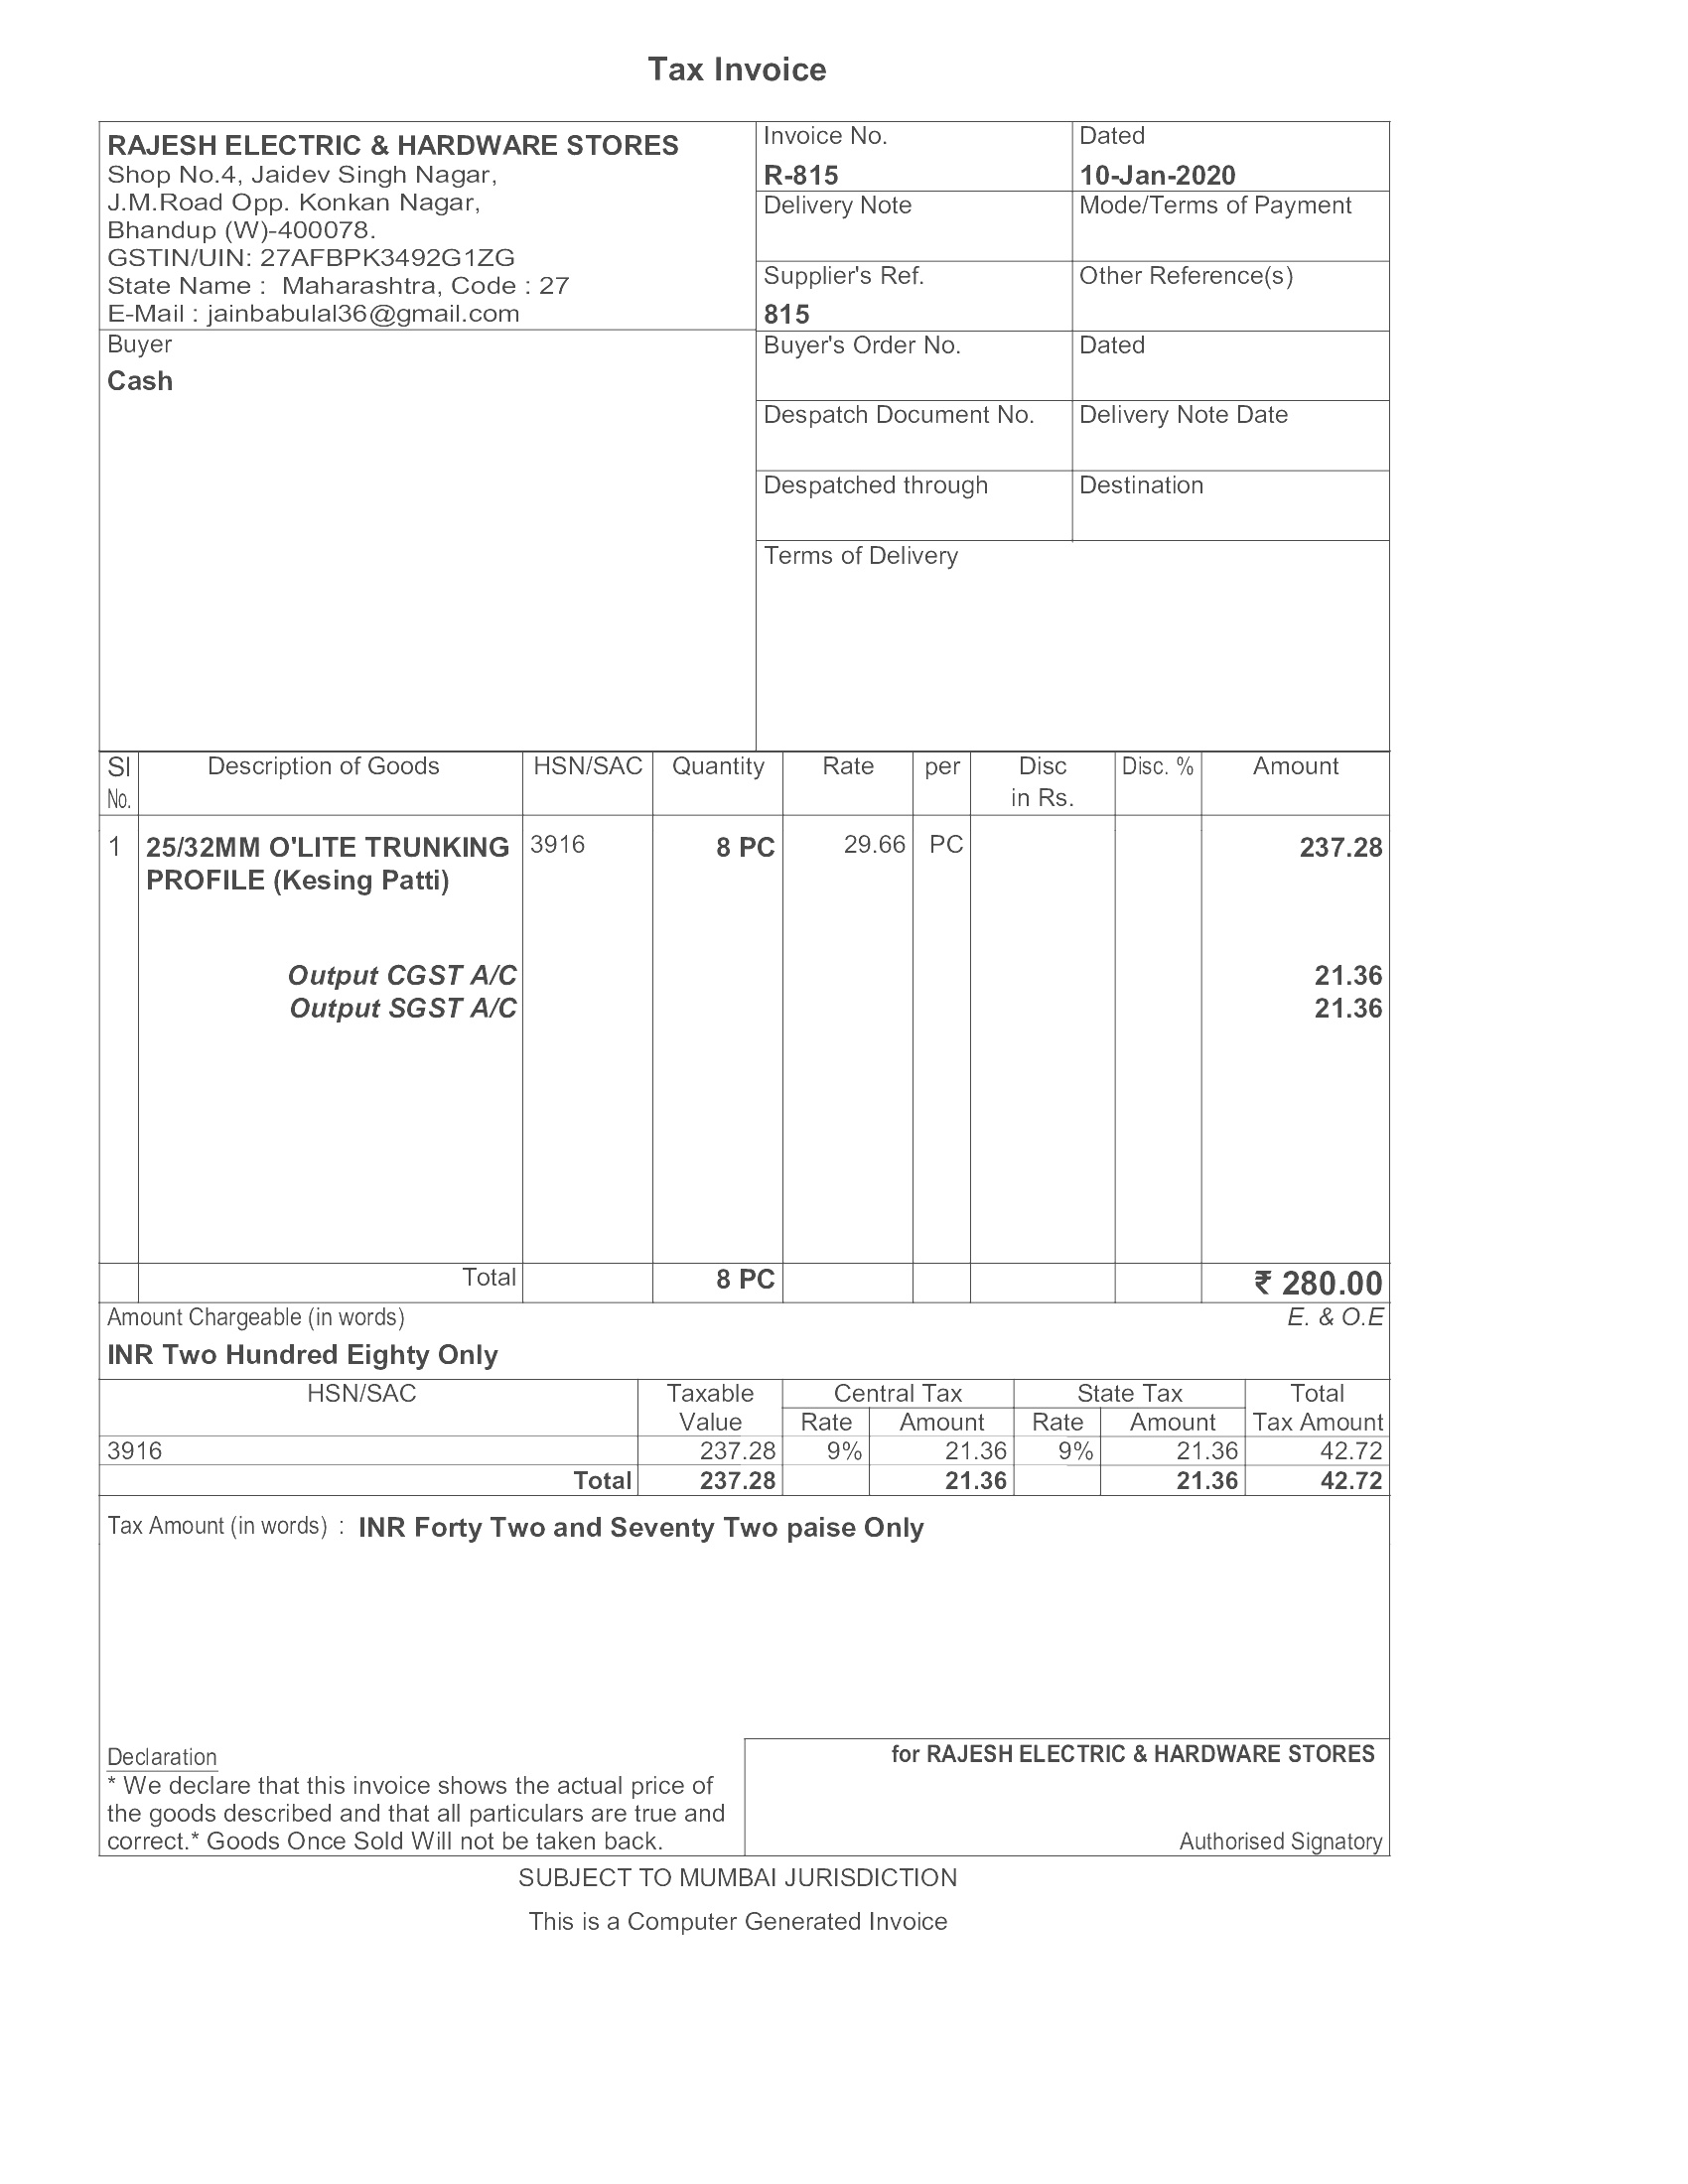 Tax Invoice
RAJESH ELECTRIC & HARDWARE STORES
Shop No.4, Jaidev Singh Nagar,
J.M.Road Opp. Konkan Nagar,
Bhandup (W)-400078.
GSTIN/UIN: 27AFBPK3492G1ZG
State Name : Maharashtra, Code : 27
E-Mail : jainbabulal36@gmail.com
Buyer
Cash
Invoice No.
R-815
Dated
10-Jan-2020
Delivery Note
Mode/Terms of Payment
Supplier's Ref.
815
Other Reference(s)
Buyer's Order No.
Dated
Despatch Document No.
Delivery Note Date
Despatched through
Destination
Terms of Delivery
Sl No. Description of Goods HSN/SAC Quantity Rate per Disc in Rs. Disc. % Amount
1 25/32MM O'LITE TRUNKING 3916 8 PC 29.66 PC 237.28
PROFILE (Kesing Patti)
Output CGST A/C 21.36
Output SGST A/C 21.36
Total 8 PC ₹ 280.00
Amount Chargeable (in words) E. & O.E
INR Two Hundred Eighty Only
HSN/SAC Taxable Value Central Tax State Tax Total Tax Amount
Rate Amount Rate Amount
3916 237.28 9% 21.36 9% 21.36 42.72
Total 237.28 21.36 21.36 42.72
Tax Amount (in words) : INR Forty Two and Seventy Two paise Only
Declaration
* We declare that this invoice shows the actual price of
the goods described and that all particulars are true and
correct.* Goods Once Sold Will not be taken back.
for RAJESH ELECTRIC & HARDWARE STORES
Authorised Signatory
SUBJECT TO MUMBAI JURISDICTION
This is a Computer Generated Invoice